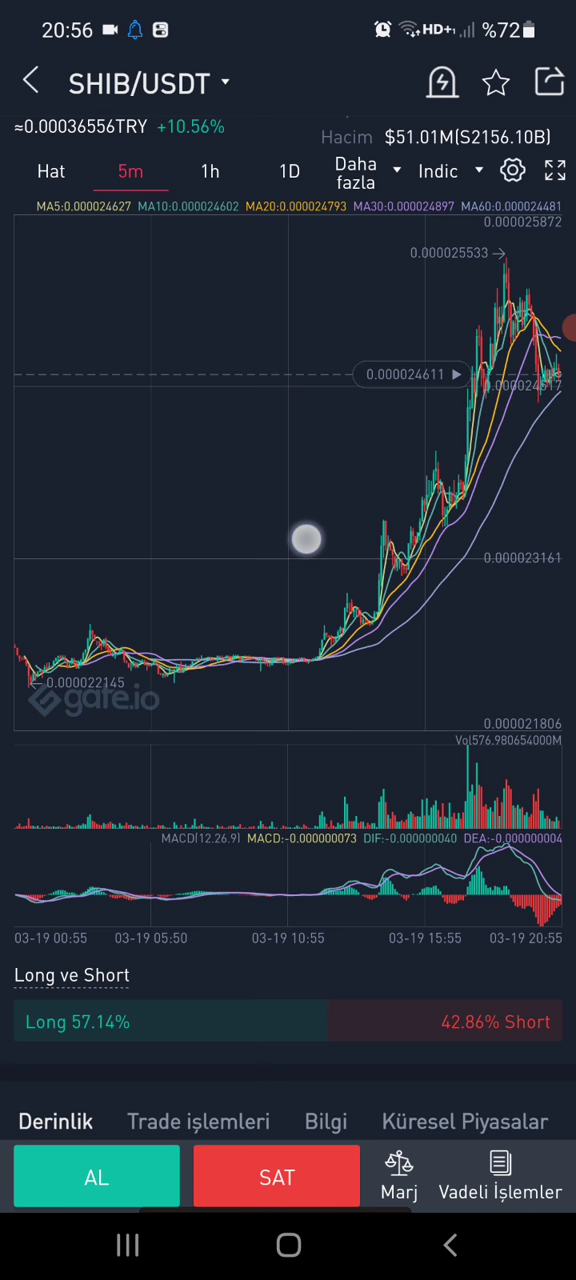 20:56 HD+1 %72
SHIB/USDT
≈0.00036556TRY +10.56%
Hacim $51.01M(S2156.10B)
Hat 5m 1h 1D Daha fazla Indic
MA5:0.000024627 MA10:0.000024602 MA20:0.000024793 MA30:0.000024897 MA60:0.000024481
0.000025872
0.000025533
0.000024611
0.000024517
0.000023161
0.000022145
gate.io
0.000021806
Vol576.980654000M
MACD[12.26.9] MACD:-0.000000073 DIF:-0.000000040 DEA:-0.000000004
03-19 00:55 03-19 05:50 03-19 10:55 03-19 15:55 03-19 20:55
Long ve Short
Long 57.14% 42.86% Short
Derinlik Trade işlemleri Bilgi Küresel Piyasalar
AL SAT Marj Vadeli İşlemler